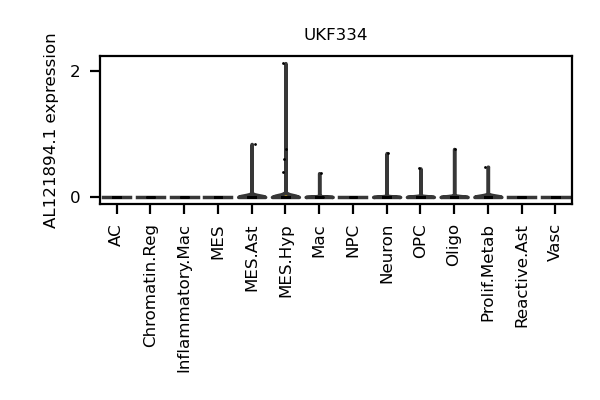 UKF334
AL121894.1 expression
2
0
AC
Chromatin.Reg
Inflammatory.Mac
MES
MES.Ast
MES.Hyp
Mac
NPC
Neuron
OPC
Oligo
Prolif.Metab
Reactive.Ast
Vasc